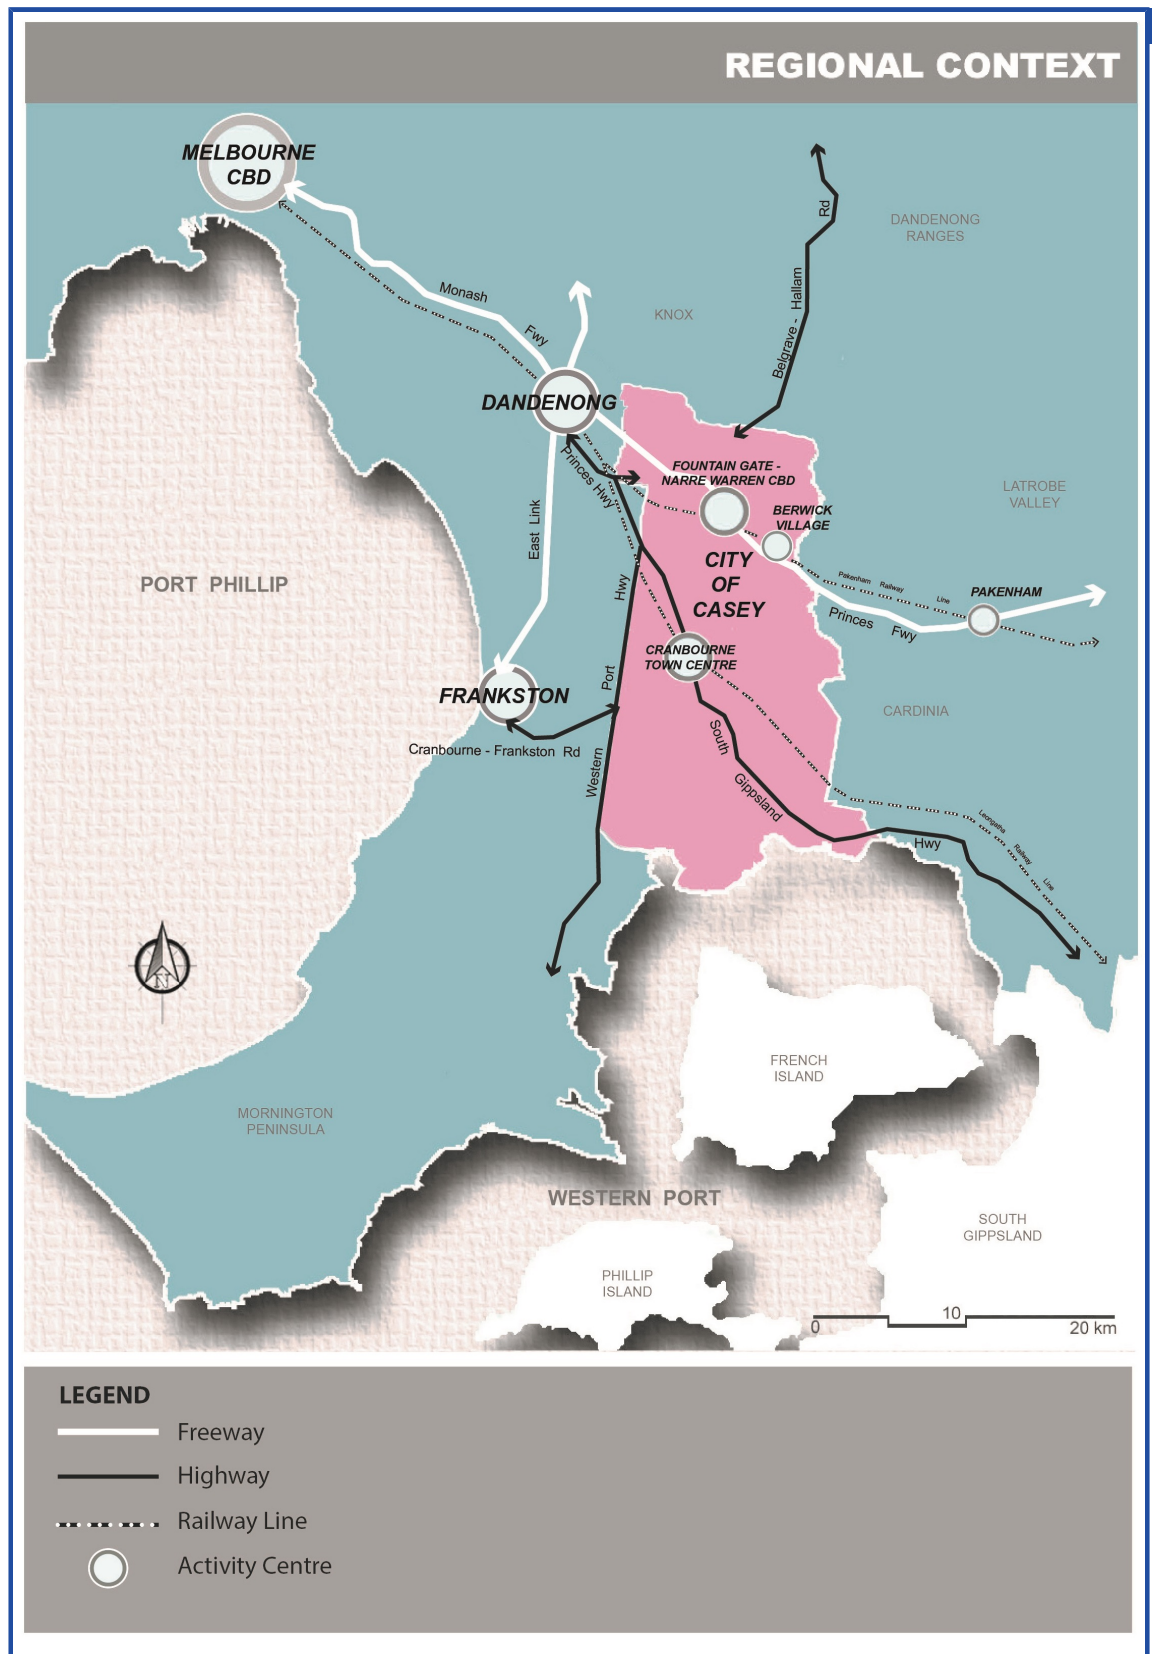 REGIONAL CONTEXT
MELBOURNE
CBD
Rd
DANDENONG
RANGES
Monash
Fwy
KNOX
Belgrave - Hallam
DANDENONG
Princes Hwy
FOUNTAIN GATE -
NARRE WARREN CBD
BERWICK
VILLAGE
LATROBE
VALLEY
East Link
PORT PHILLIP
CITY
OF
CASEY
Pakenham Railway Line
PAKENHAM
Princes Fwy
Hwy
CRANBOURNE
TOWN CENTRE
Port
FRANKSTON
CARDINIA
Cranbourne - Frankston Rd
Western
South
Gippsland
Hwy
Leongatha Railway Line
N
FRENCH
ISLAND
MORNINGTON
PENINSULA
WESTERN PORT
SOUTH
GIPPSLAND
PHILLIP
ISLAND
10
0
20 km
LEGEND
Freeway
Highway
Railway Line
Activity Centre